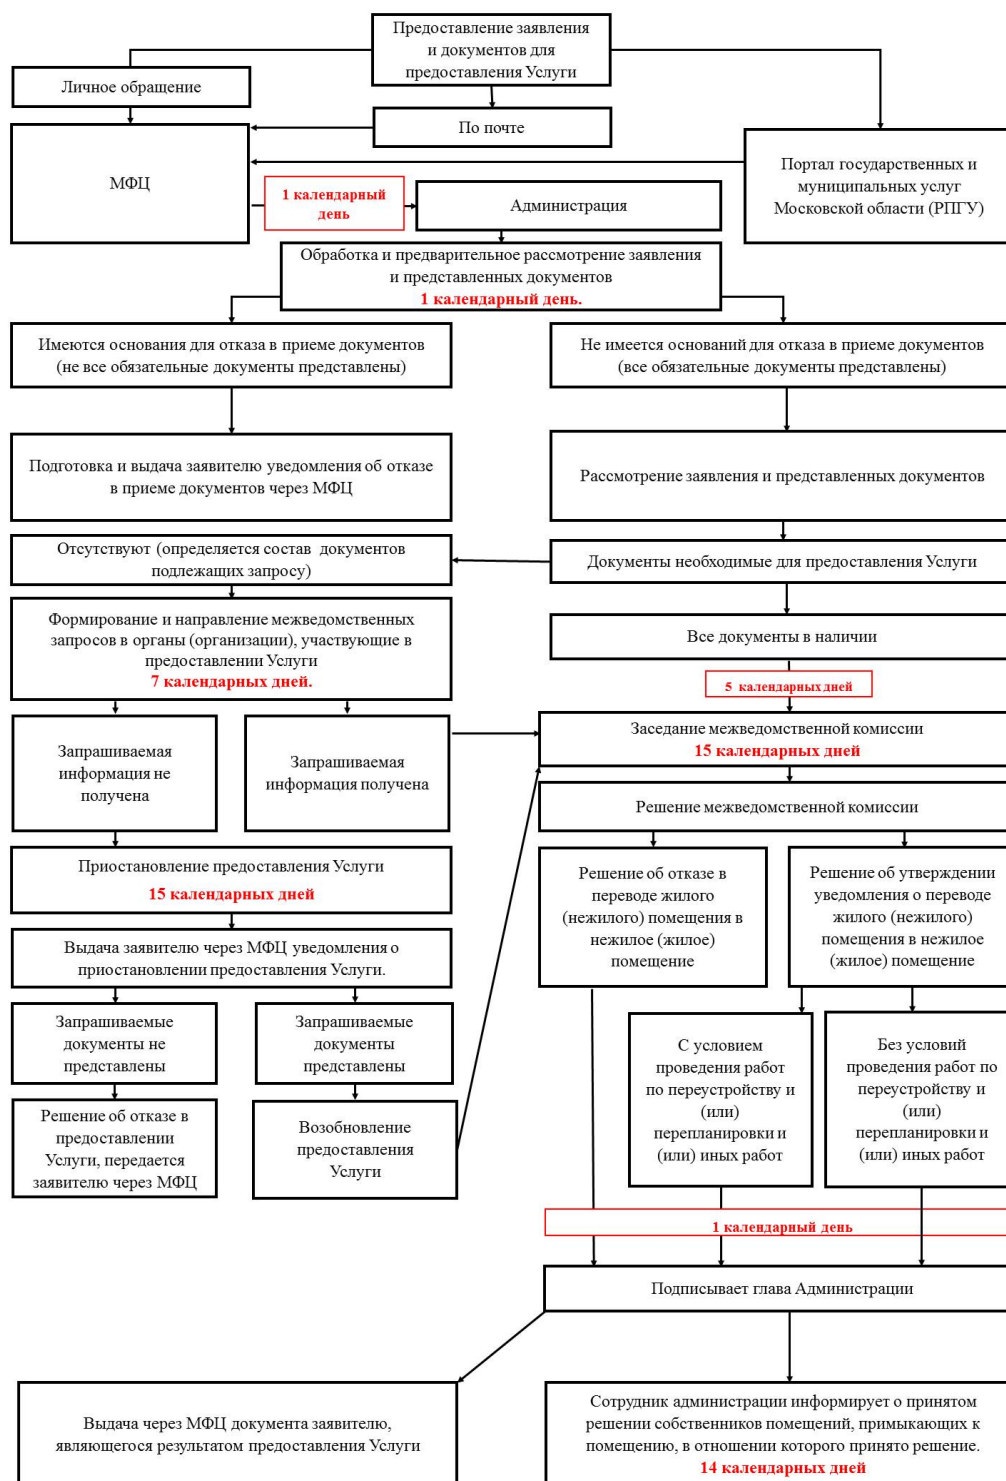 Предоставление заявления
и документов для
предоставления Услуги
Личное обращение
По почте
МФЦ
Портал государственных и
муниципальных услуг
Московской области (РПГУ)
1 календарный
день
Администрация
Обработка и предварительное рассмотрение заявления
и представленных документов
1 календарный день.
Имеются основания для отказа в приеме документов
(не все обязательные документы представлены)
Не имеется оснований для отказа в приеме документов
(все обязательные документы представлены)
Подготовка и выдача заявителю уведомления об отказе
в приеме документов через МФЦ
Рассмотрение заявления и представленных документов
Отсутствуют (определяется состав документов
подлежащих запросу)
Документы необходимые для предоставления Услуги
Формирование и направление межведомственных
запросов в органы (организации), участвующие в
предоставлении Услуги
7 календарных дней.
Все документы в наличии
5 календарных дней
Запрашиваемая
информация не
получена
Запрашиваемая
информация получена
Заседание межведомственной комиссии
15 календарных дней
Решение межведомственной комиссии
Приостановление предоставления Услуги
15 календарных дней
Решение об отказе в
переводе жилого
(нежилого) помещения в
нежилое (жилое)
помещение
Решение об утверждении
уведомления о переводе
жилого (нежилого)
помещения в нежилое
(жилое) помещение
Выдача заявителю через МФЦ уведомления о
приостановлении предоставления Услуги.
Запрашиваемые
документы не
представлены
Запрашиваемые
документы
представлены
С условием
проведения работ
по переустройству и
(или)
перепланировки и
(или) иных работ
Без условий
проведения работ по
переустройству и
(или)
перепланировки и
(или) иных работ
Решение об отказе в
предоставлении
Услуги, передается
заявителю через МФЦ
Возобновление
предоставления
Услуги
1 календарный день
Подписывает глава Администрации
Выдача через МФЦ документа заявителю,
являющегося результатом предоставления Услуги
Сотрудник администрации информирует о принятом
решении собственников помещений, примыкающих к
помещению, в отношении которого принято решение.
14 календарных дней